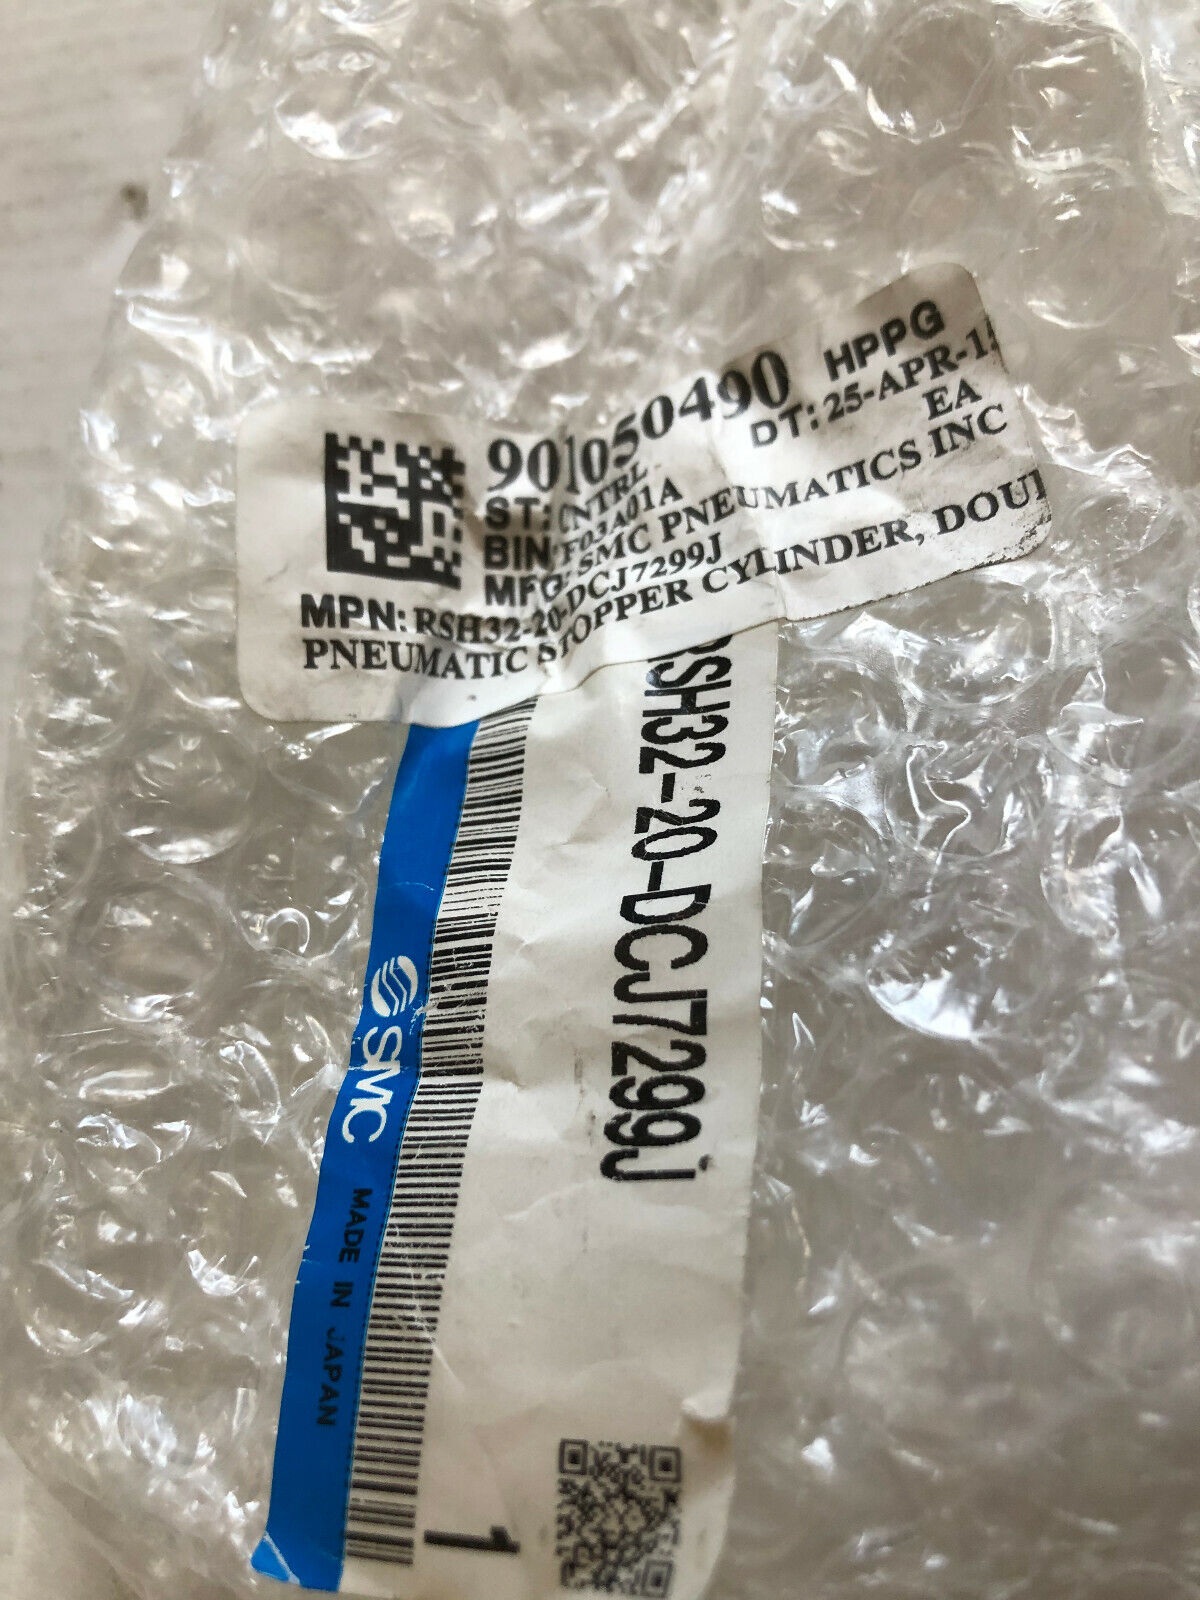 901050490 HPPG
ST: CNTRL DT: 25-APR-15
BIN: F03A01A EA
MFG: SMC PNEUMATICS INC
MPN: RSH32-20-DCJ7299J
PNEUMATIC STOPPER CYLINDER, DOU
RSH32-20-DCJ7299J
SMC MADE IN JAPAN
1